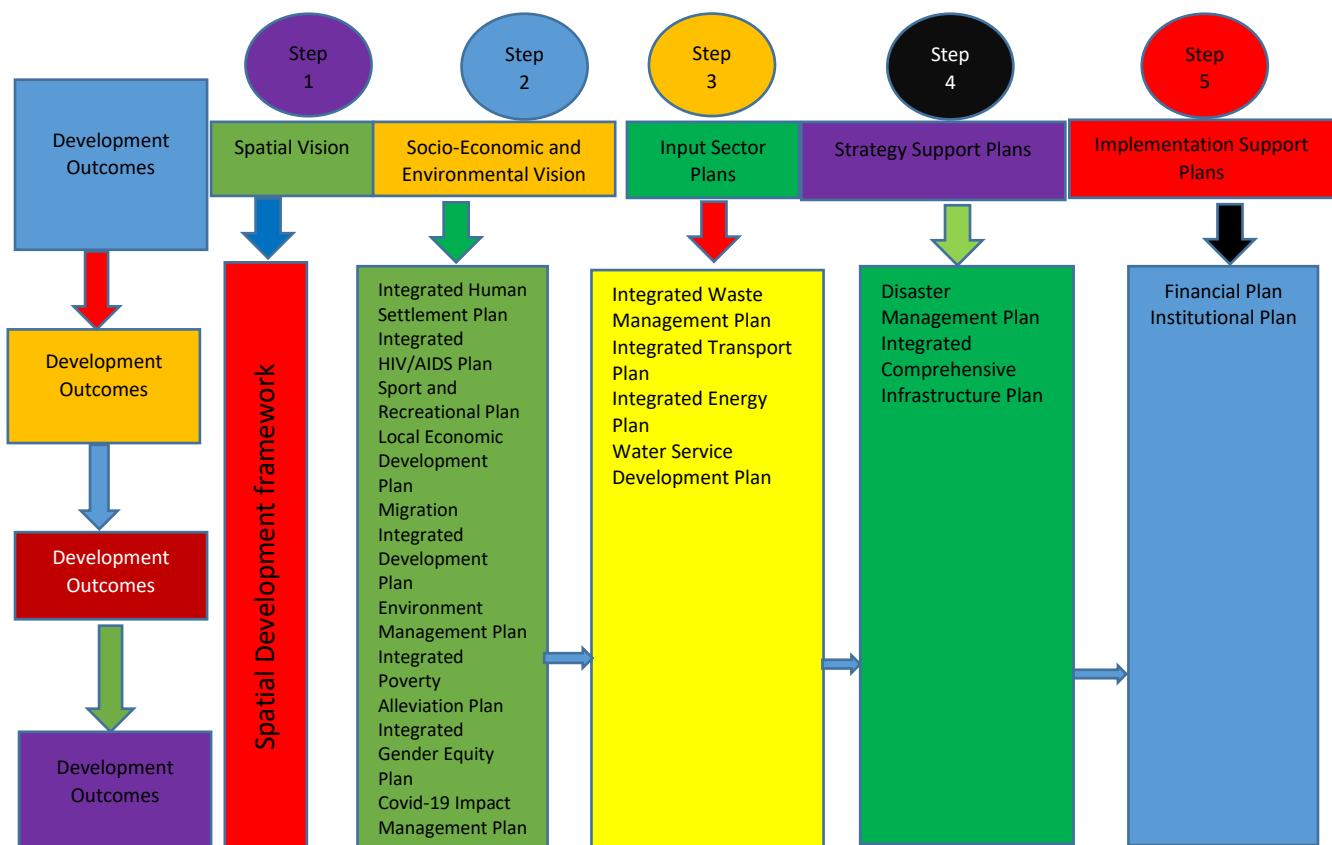 Step
1
Step
2
Step
3
Step
4
Step
5
Development
Outcomes
Spatial Vision
Socio-Economic and
Environmental Vision
Input Sector
Plans
Strategy Support Plans
Implementation Support
Plans
Development
Outcomes
Development
Outcomes
Development
Outcomes
Spatial Development framework
Integrated Human
Settlement Plan
Integrated
HIV/AIDS Plan
Sport and
Recreational Plan
Local Economic
Development
Plan
Migration
Integrated
Development
Plan
Environment
Management Plan
Integrated
Poverty
Alleviation Plan
Integrated
Gender Equity
Plan
Covid-19 Impact
Management Plan
Integrated Waste
Management Plan
Integrated Transport
Plan
Integrated Energy
Plan
Water Service
Development Plan
Disaster
Management Plan
Integrated
Comprehensive
Infrastructure Plan
Financial Plan
Institutional Plan